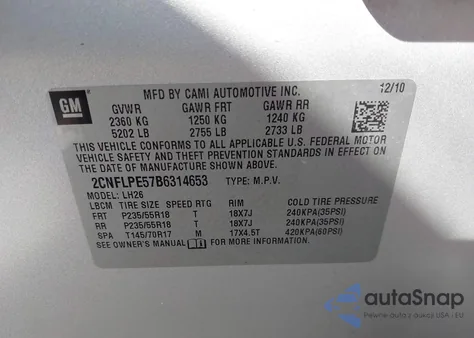 GM
MFD BY CAMI AUTOMOTIVE INC.
12/10
GVWR GAWR FRT GAWR RR
2360 KG 1250 KG 1240 KG
5202 LB 2755 LB 2733 LB
THIS VEHICLE CONFORMS TO ALL APPLICABLE U.S. FEDERAL MOTOR
VEHICLE SAFETY AND THEFT PREVENTION STANDARDS IN EFFECT ON
THE DATE OF MANUFACTURE SHOWN ABOVE.
2CNFLPE57B6314653 TYPE: M.P.V.
MODEL: LH26
LBCM TIRE SIZE SPEED RTG RIM COLD TIRE PRESSURE
FRT P235/55R18 T 18X7J 240KPA(35PSI)
RR P235/55R18 T 18X7J 240KPA(35PSI)
SPA T145/70R17 M 17X4.5T 420KPA(60PSI)
SEE OWNER'S MANUAL FOR MORE INFORMATION.
autoSnap
Pewne auta z USA i EU